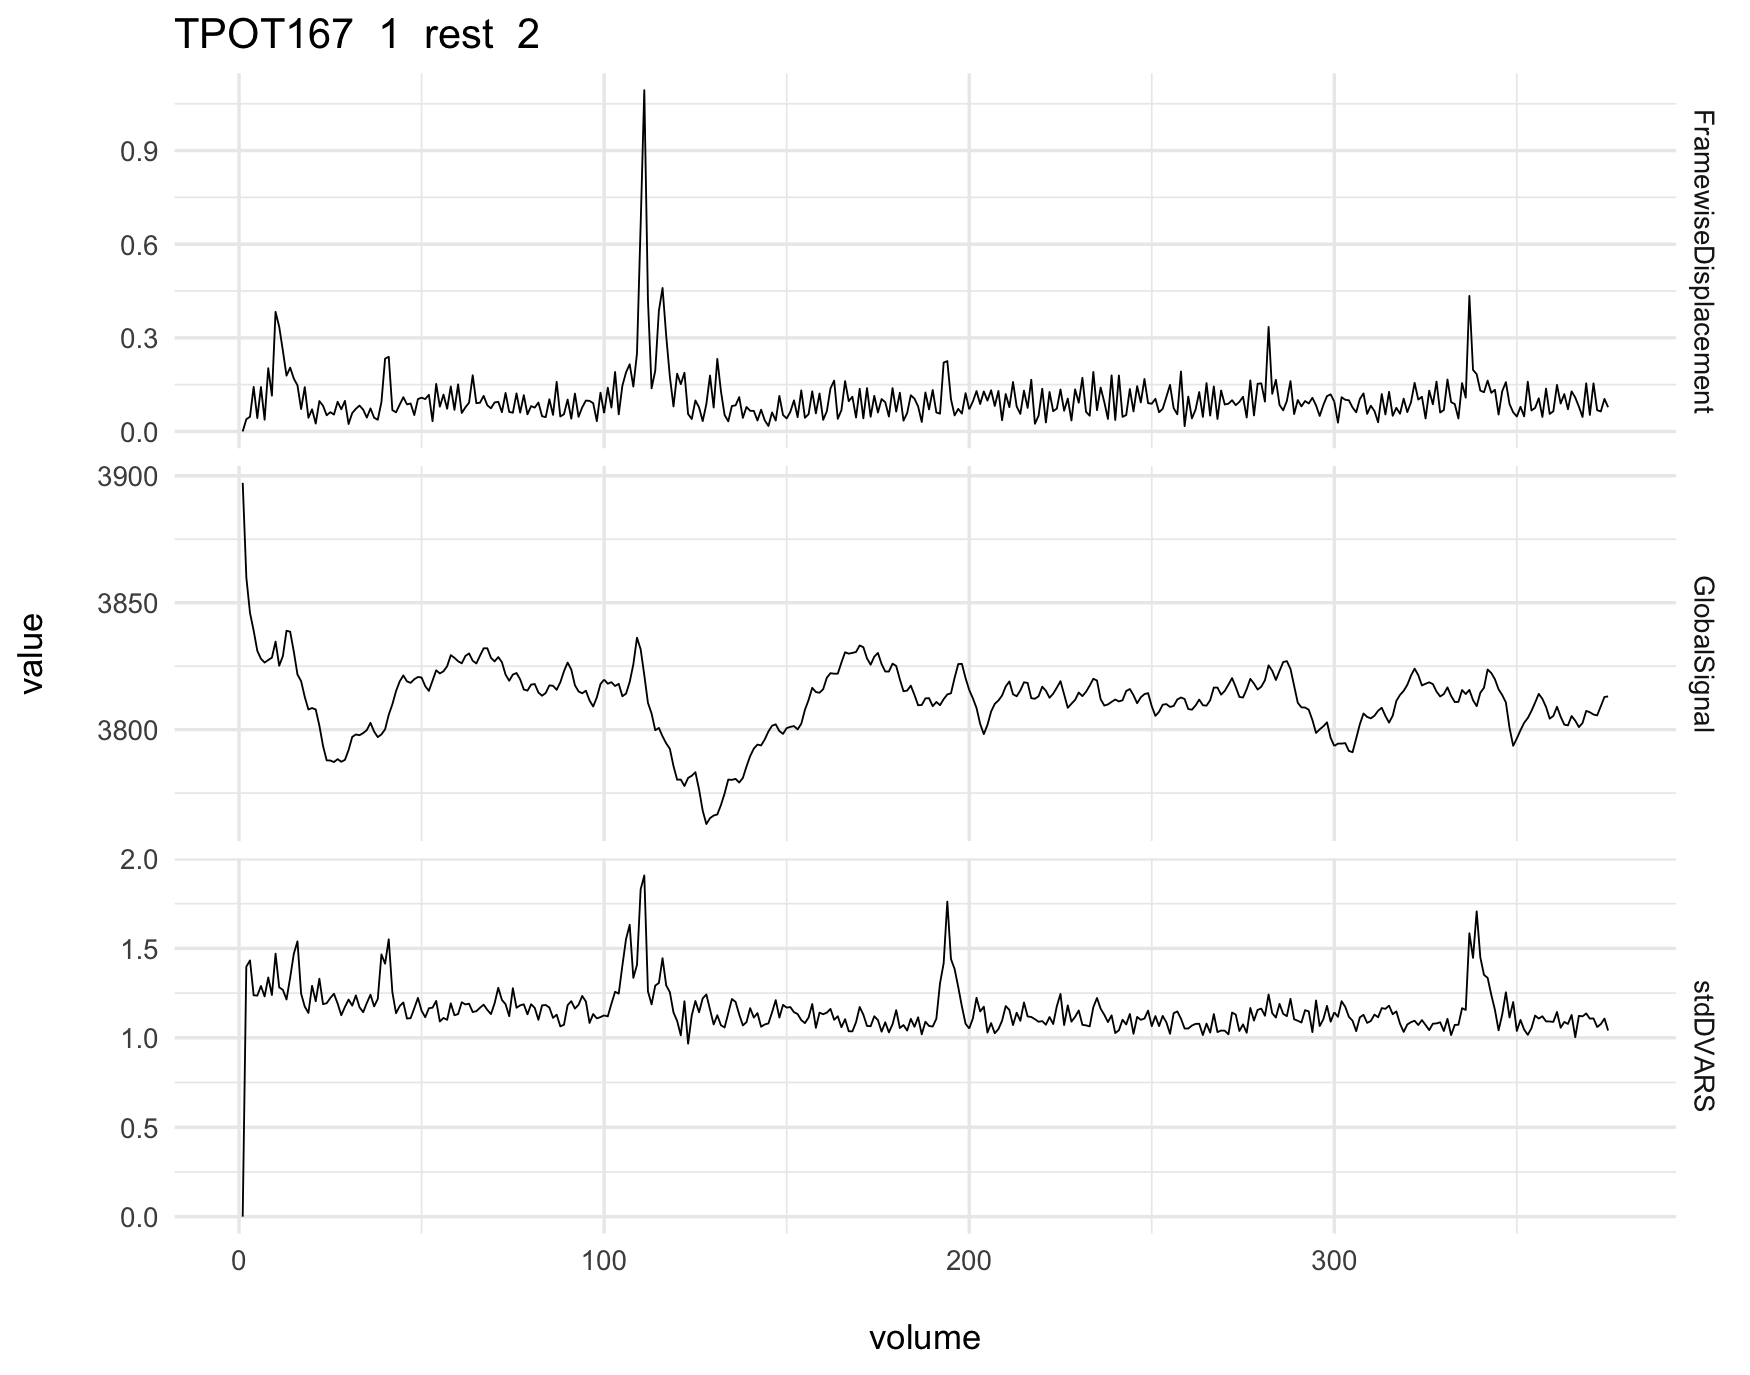 TPOT167 1 rest 2
0.9
0.6
0.3
0.0
FramewiseDisplacement
3900
3850
3800
GlobalSignal
2.0
1.5
1.0
0.5
0.0
stdDVARS
value
0 100 200 300
volume